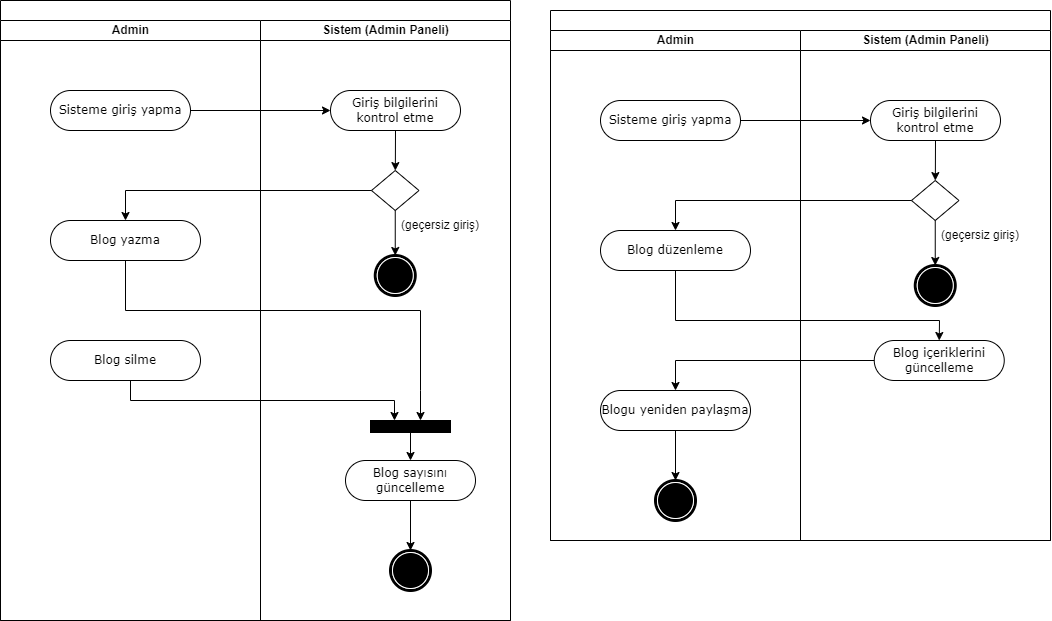 Admin
Sistem (Admin Paneli)
Sisteme giriş yapma
Giriş bilgilerini
kontrol etme
(geçersiz giriş)
Blog yazma
Blog silme
Blog sayısını
güncelleme
Admin
Sistem (Admin Paneli)
Sisteme giriş yapma
Giriş bilgilerini
kontrol etme
(geçersiz giriş)
Blog düzenleme
Blog içeriklerini
güncelleme
Blogu yeniden paylaşma